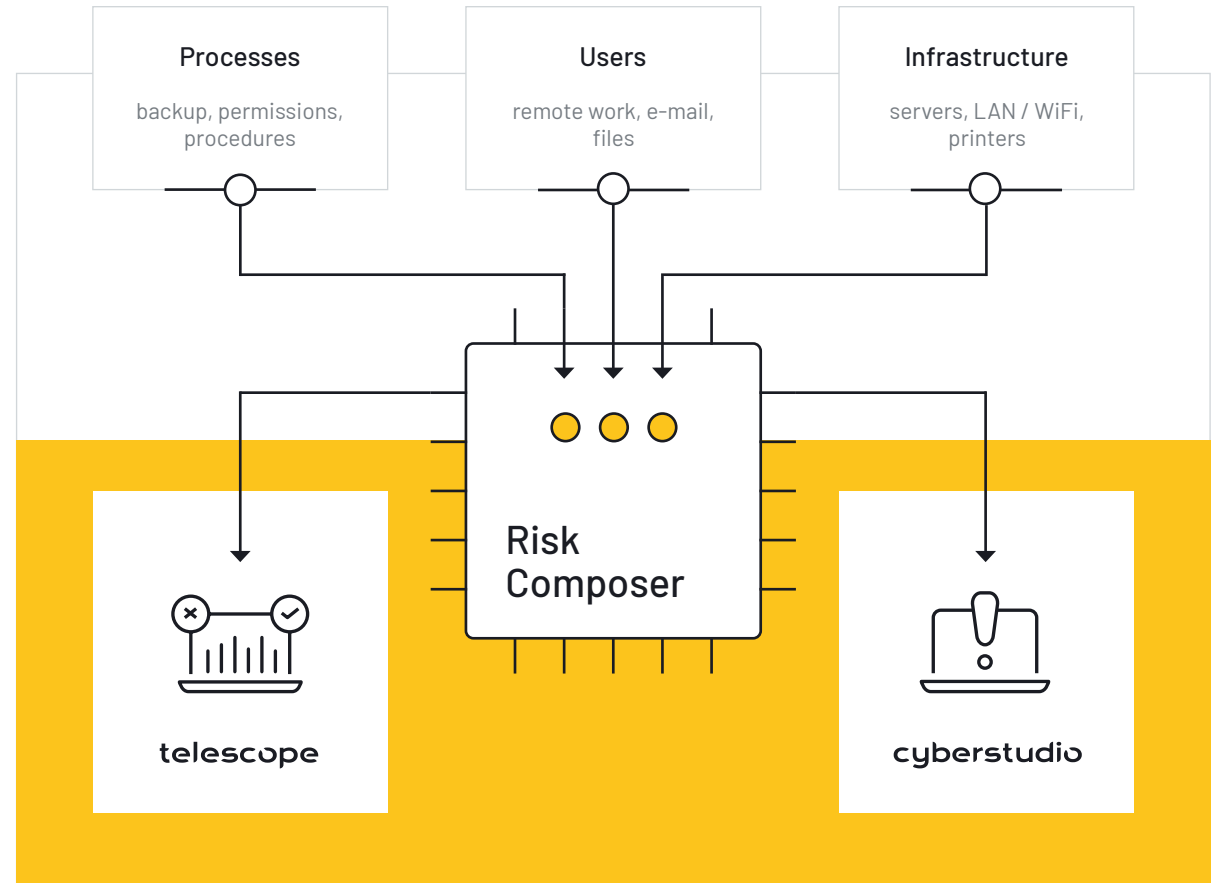 Processes
backup, permissions,
procedures
Users
remote work, e-mail,
files
Infrastructure
servers, LAN / WiFi,
printers
Risk
Composer
telescope
cyberstudio